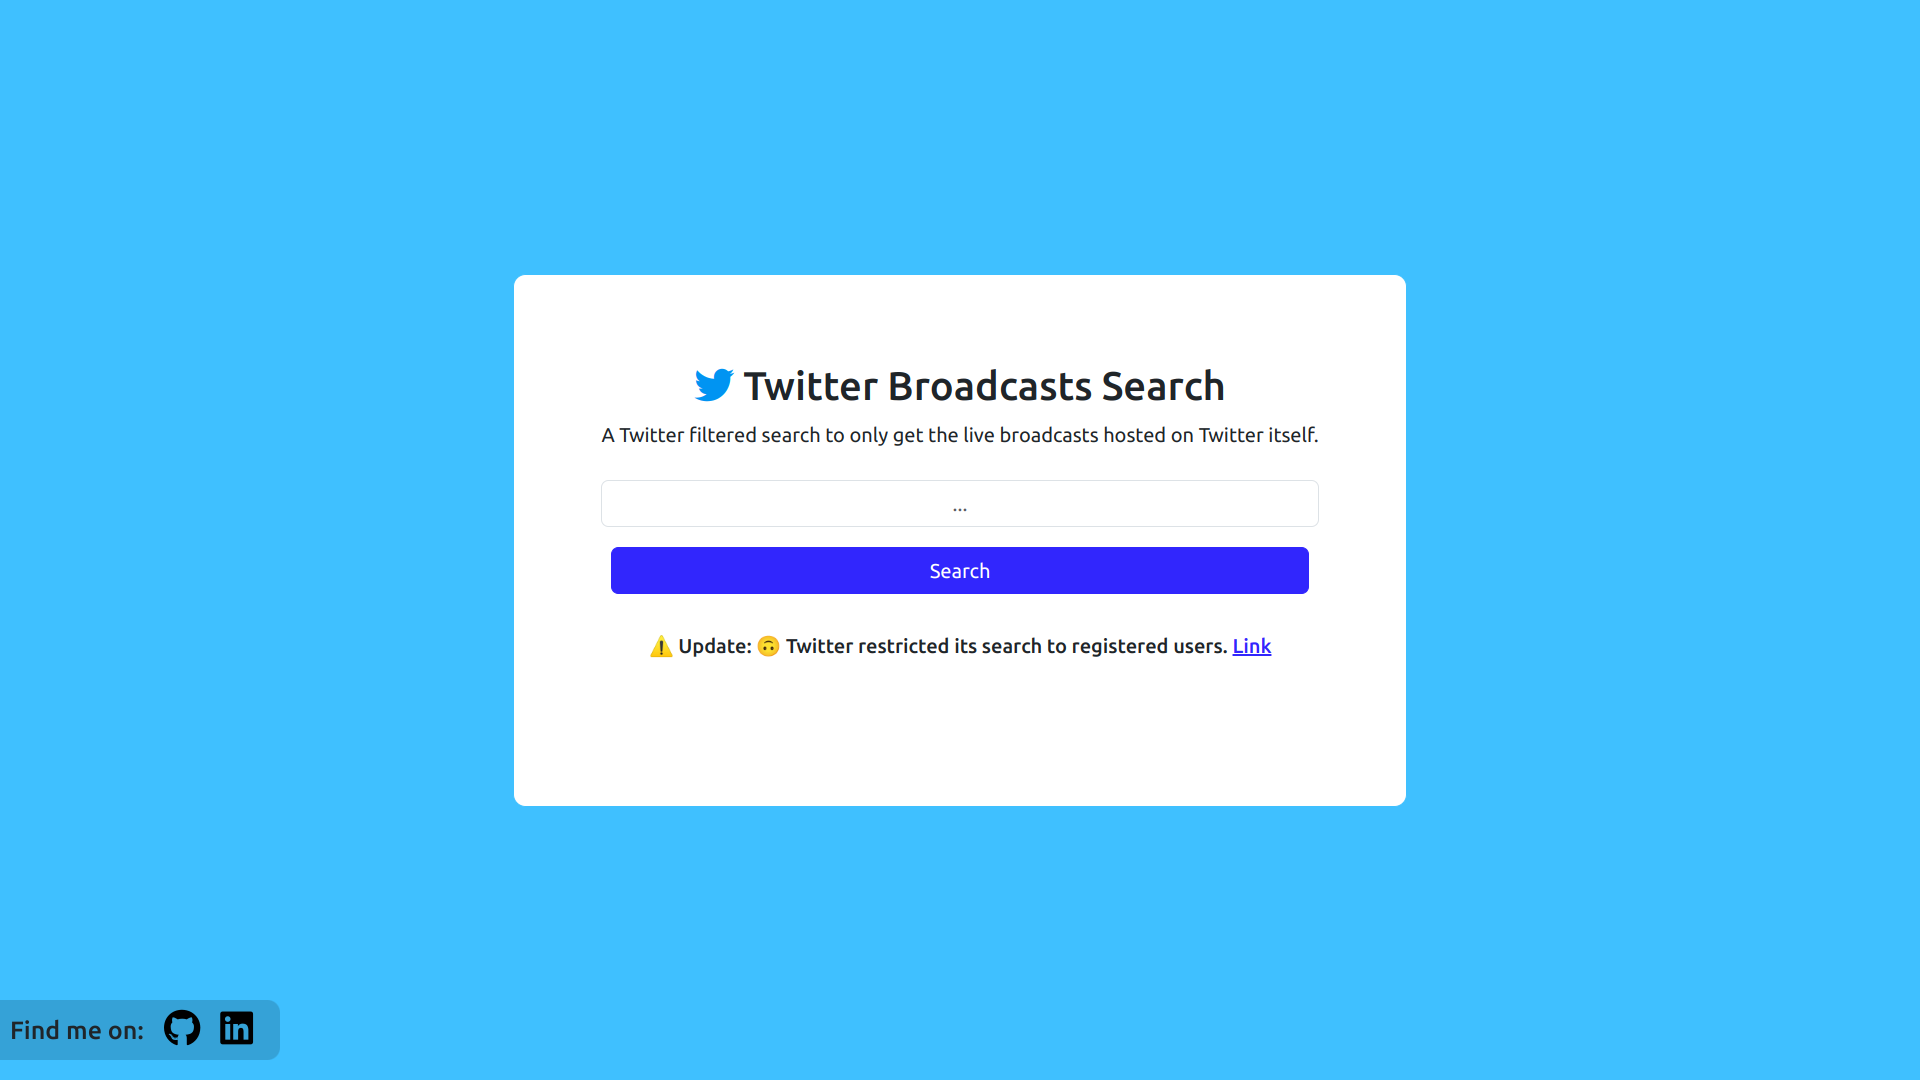 Twitter Broadcasts Search
A Twitter filtered search to only get the live broadcasts hosted on Twitter itself.
...
Search
⚠️ Update: 🙃 Twitter restricted its search to registered users. Link
Find me on: